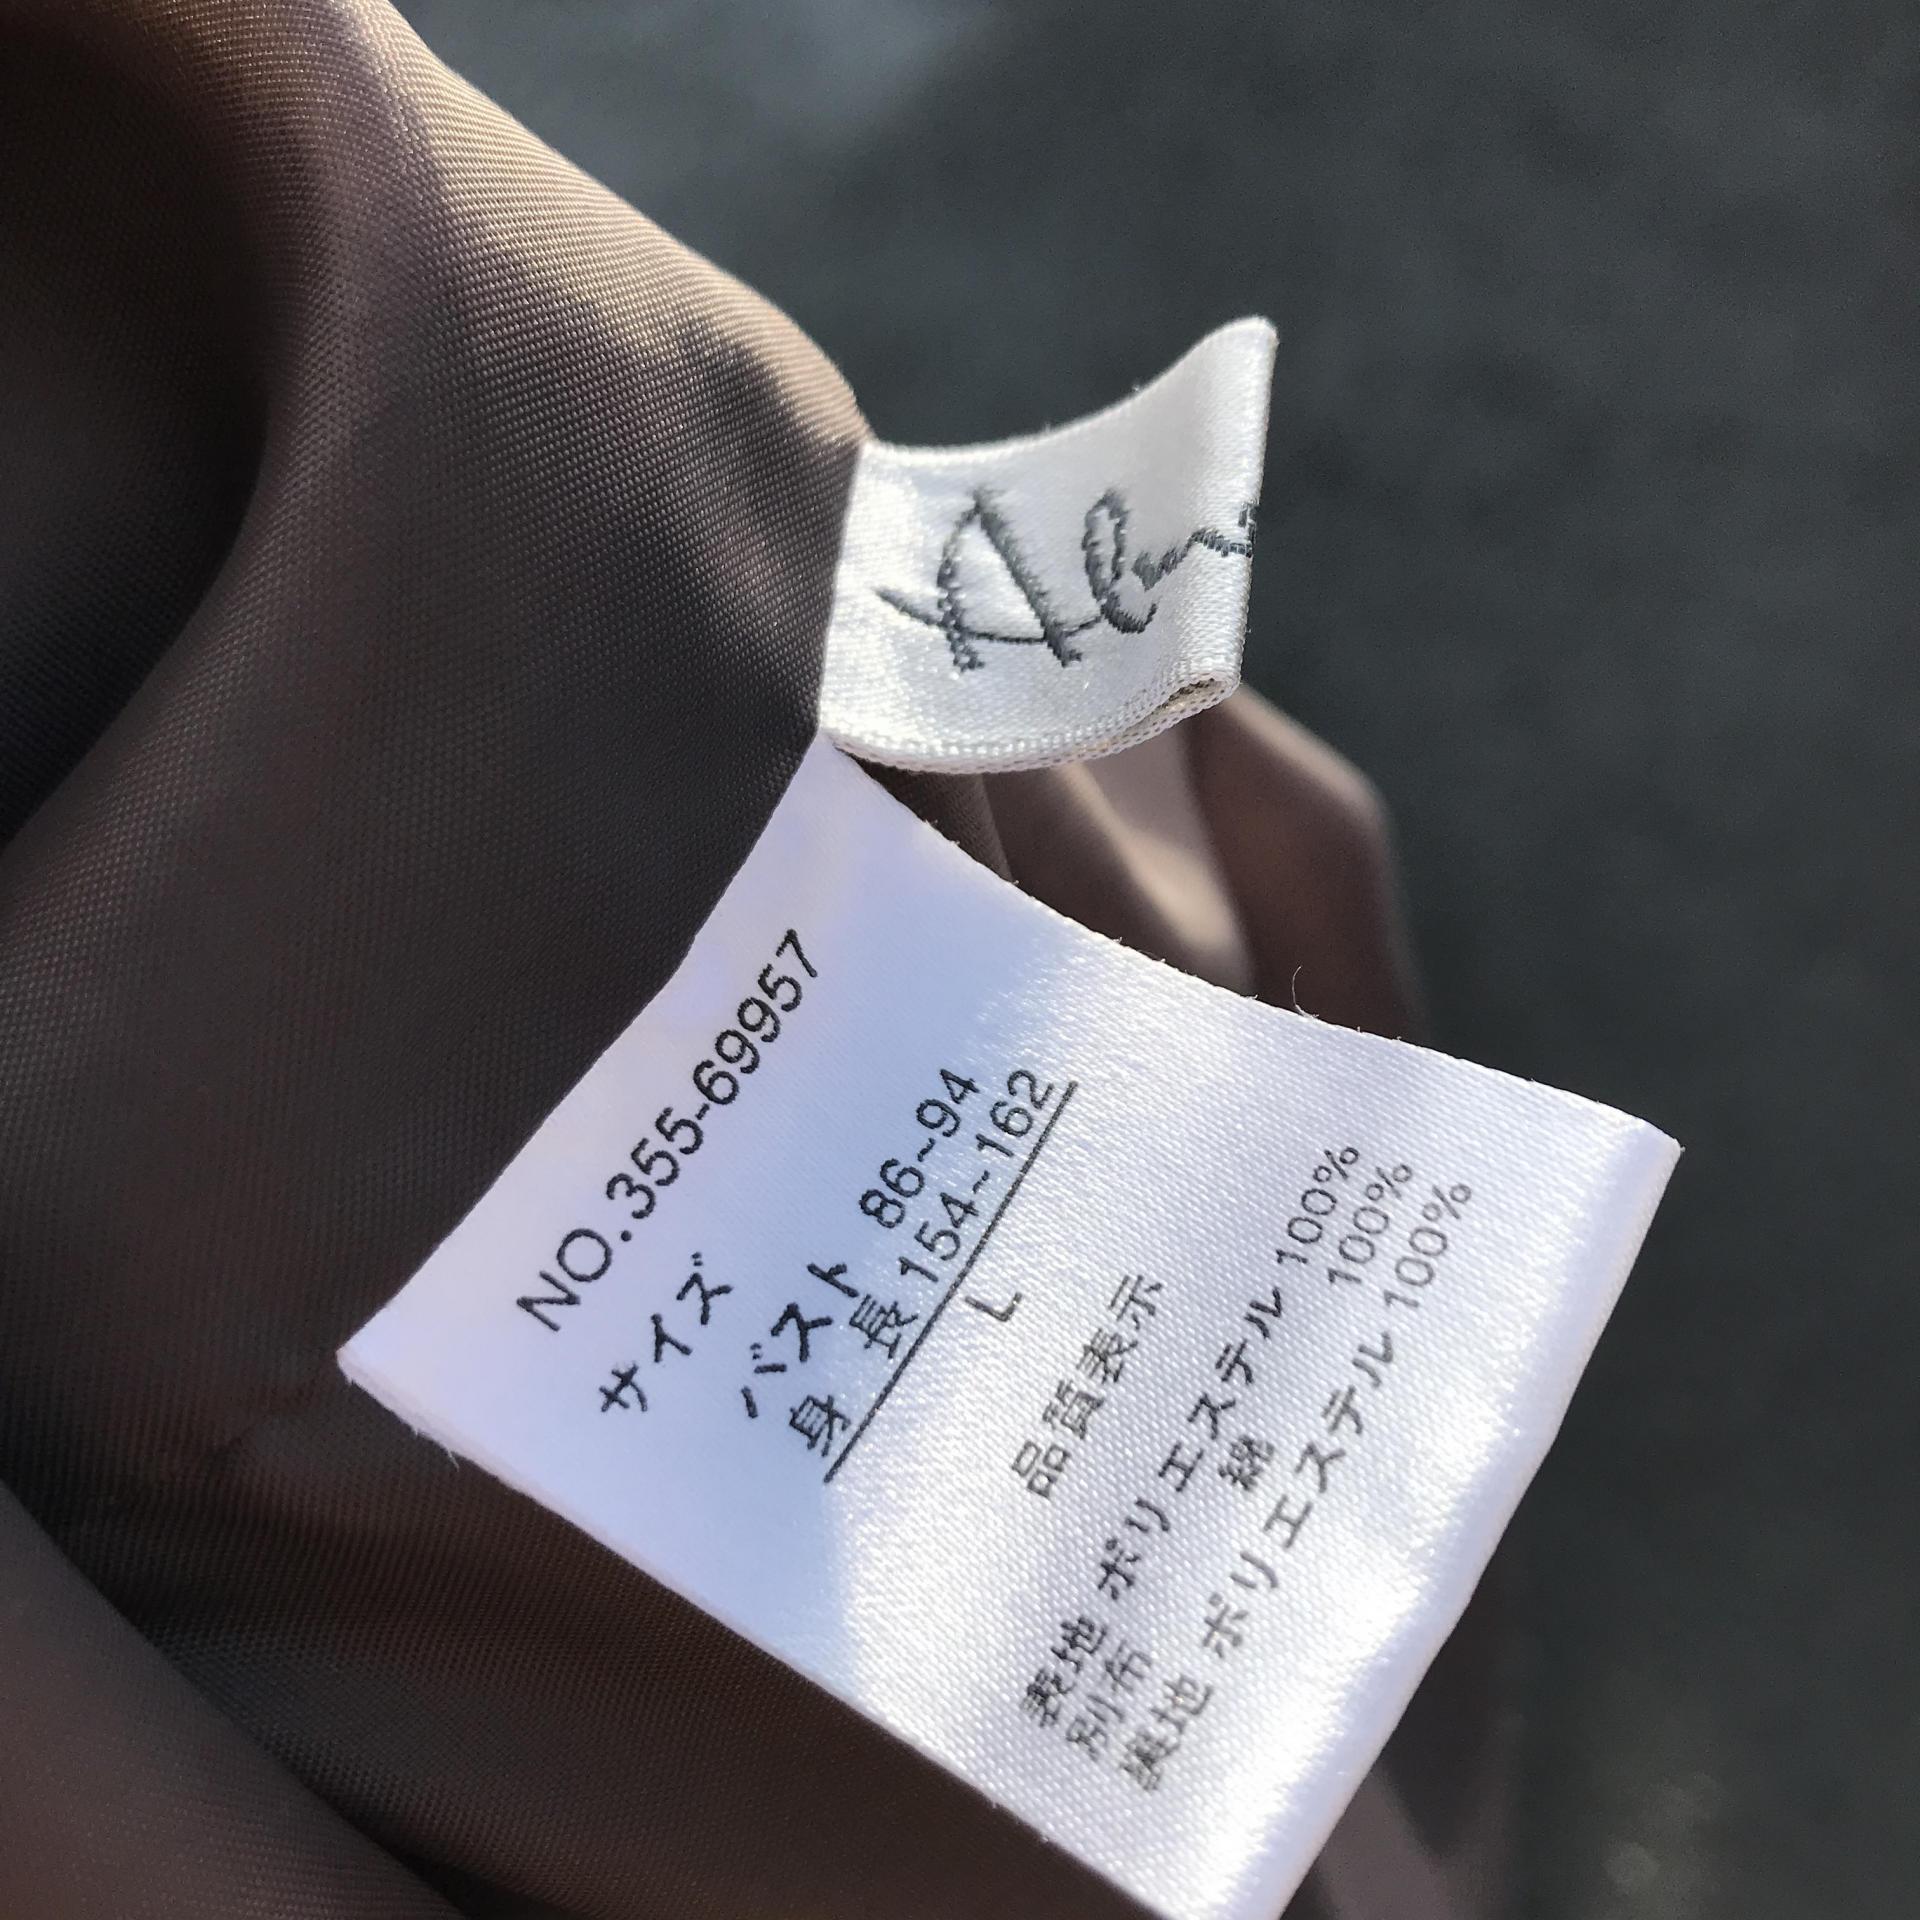 NO.355-69957
サイズ
バスト 86~94
身長 154~162
L
品質表示
表地 ポリエステル 100%
別布 綿 100%
裏地 ポリエステル 100%